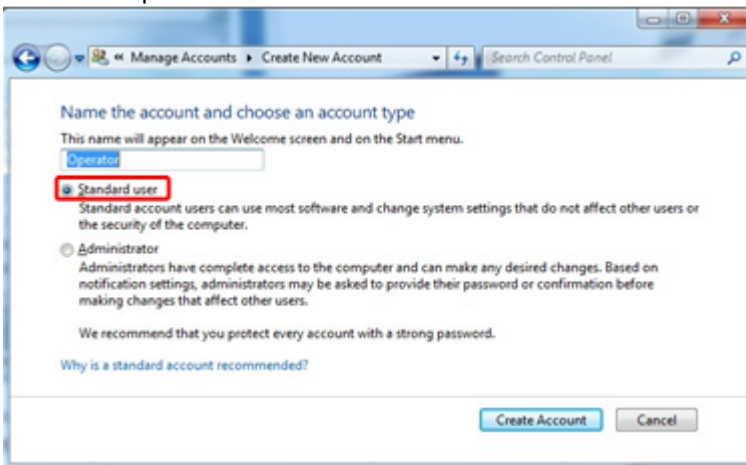 « Manage Accounts ▸ Create New Account Search Control Panel
Name the account and choose an account type
This name will appear on the Welcome screen and on the Start menu.
Operator
Standard user
Standard account users can use most software and change system settings that do not affect other users or
the security of the computer.
Administrator
Administrators have complete access to the computer and can make any desired changes. Based on
notification settings, administrators may be asked to provide their password or confirmation before
making changes that affect other users.
We recommend that you protect every account with a strong password.
Why is a standard account recommended?
Create Account Cancel